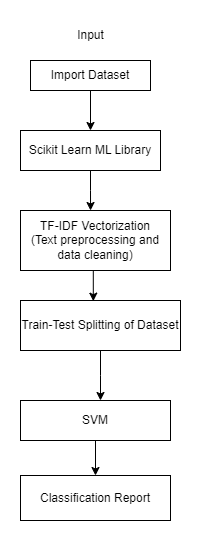 Input
Import Dataset
Scikit Learn ML Library
TF-IDF Vectorization
(Text preprocessing and
data cleaning)
Train-Test Splitting of Dataset
SVM
Classification Report